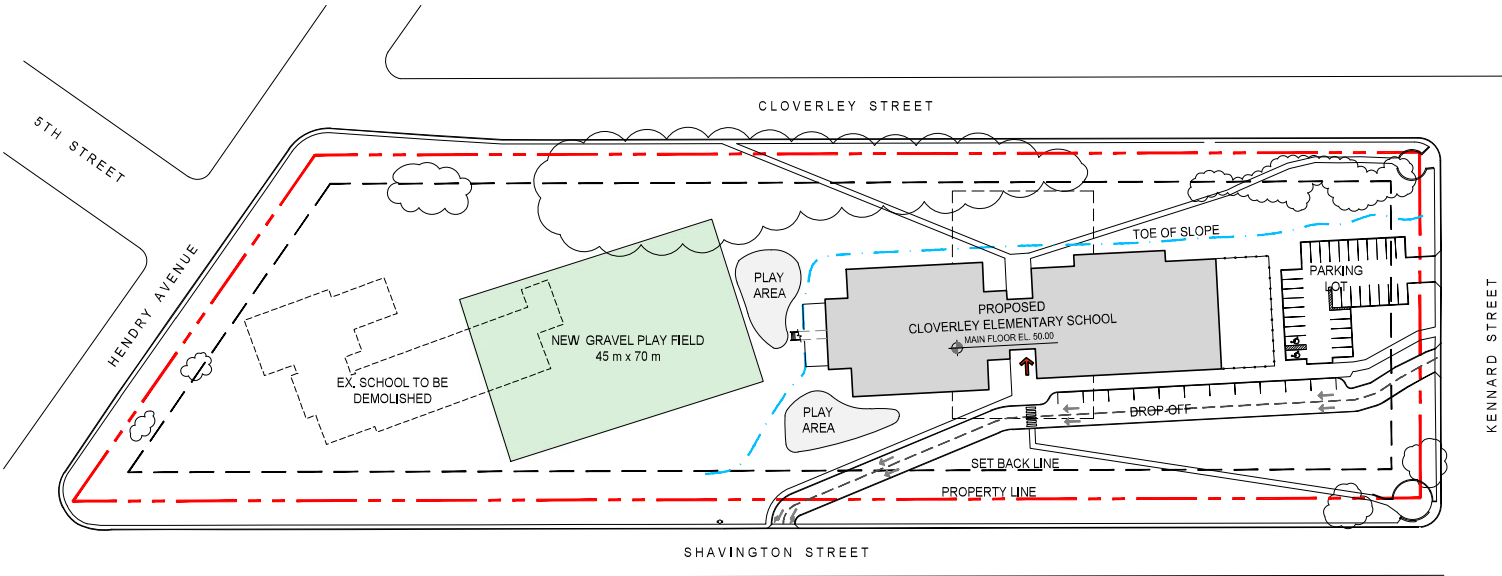 CLOVERLEY STREET
5TH STREET
HENDRY AVENUE
TOE OF SLOPE
PARKING
LOT
PLAY
AREA
PROPOSED
CLOVERLEY ELEMENTARY SCHOOL
MAIN FLOOR EL. 50.00
NEW GRAVEL PLAY FIELD
45 m x 70 m
EX. SCHOOL TO BE
DEMOLISHED
PLAY
AREA
DROP-OFF
KENNARD STREET
SET BACK LINE
PROPERTY LINE
SHAVINGTON STREET